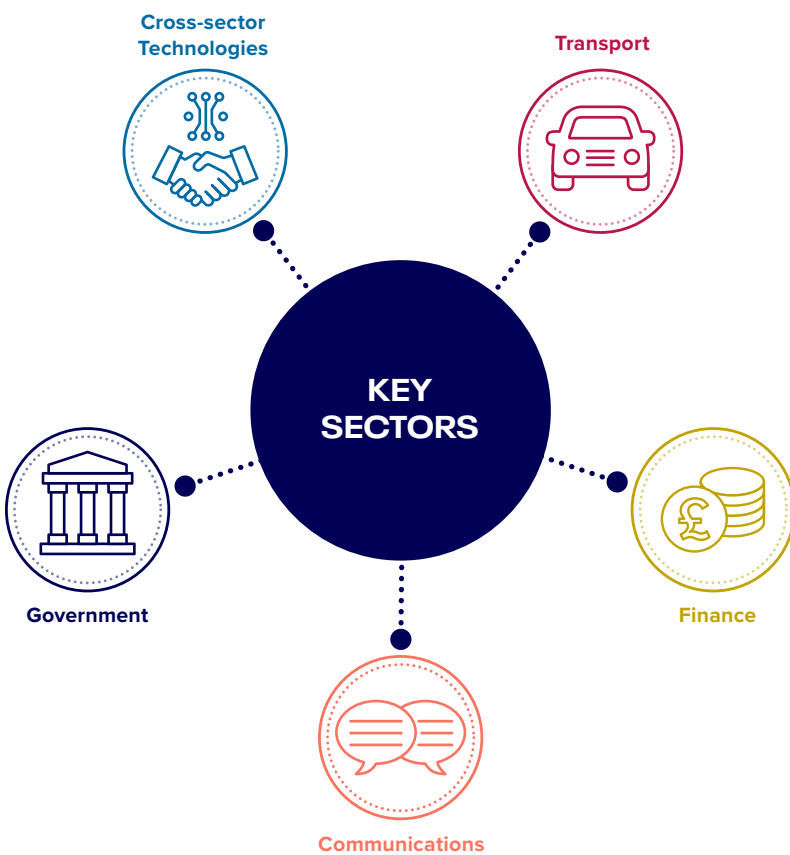 Cross-sector
Technologies
Transport
KEY
SECTORS
£
Government
Finance
Communications